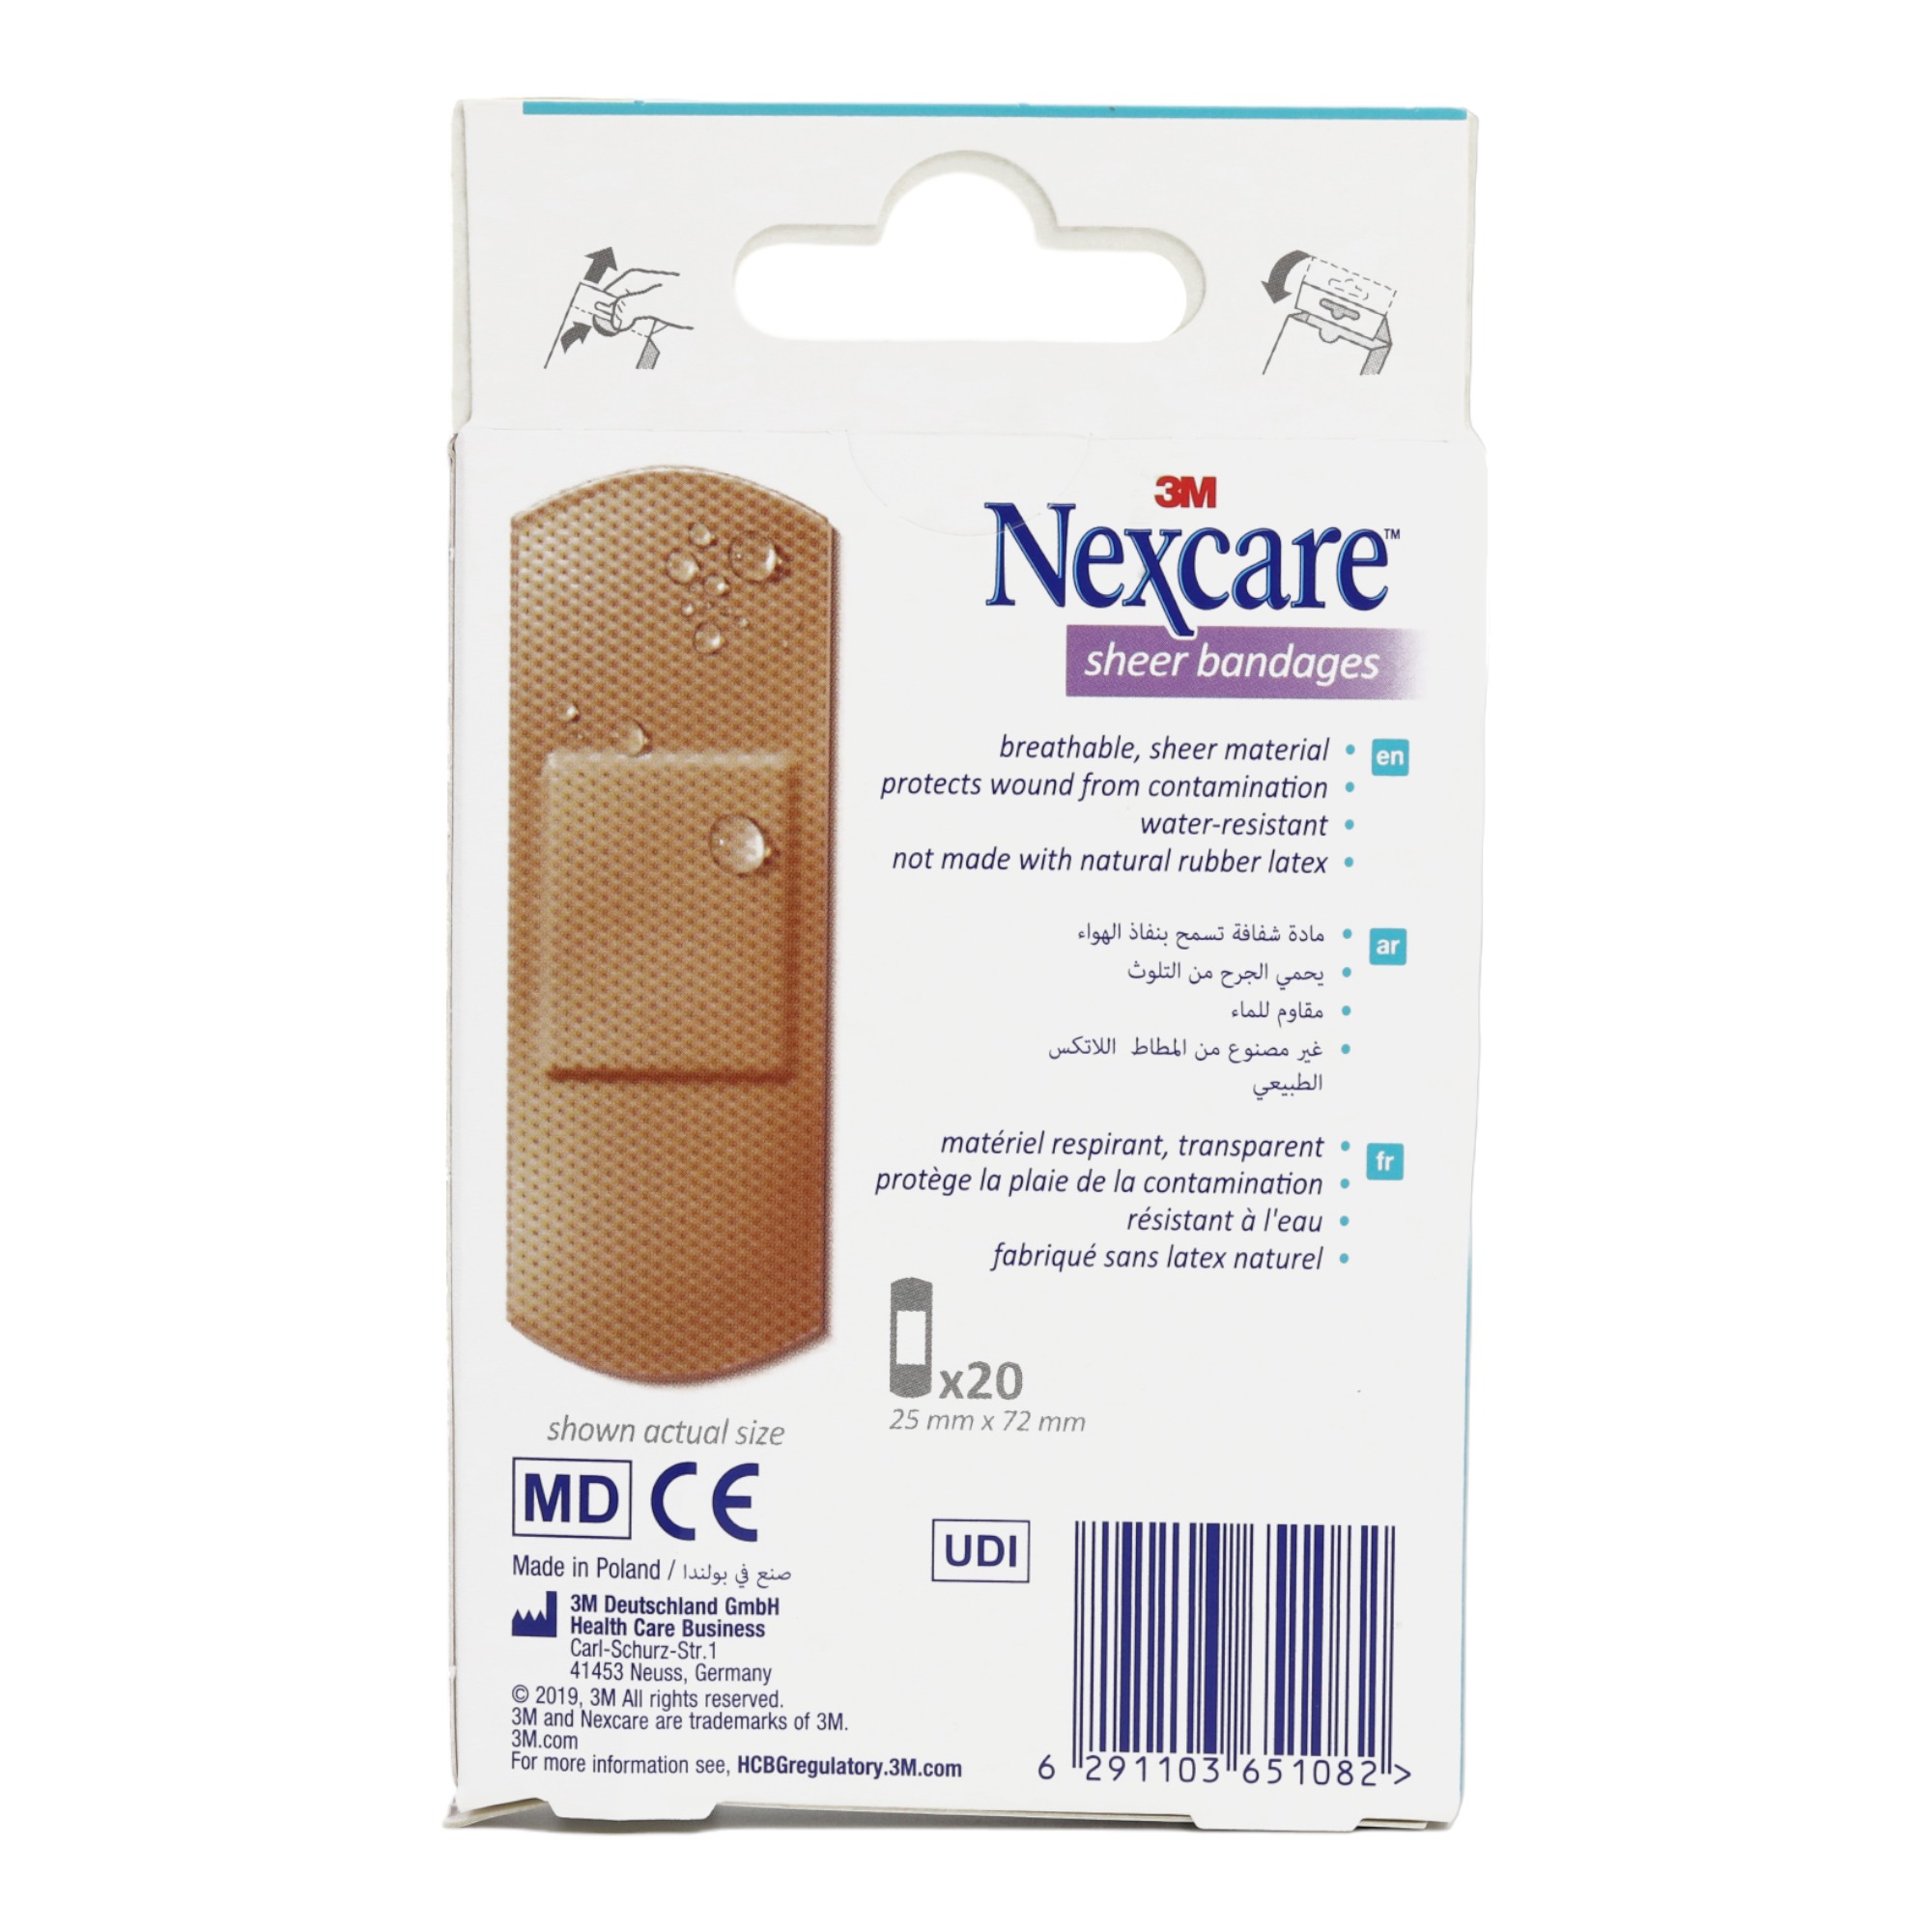 3M
Nexcare™
sheer bandages
en
breathable, sheer material •
protects wound from contamination •
water-resistant •
not made with natural rubber latex •
ar
• مادة شفافة تسمح بنفاذ الهواء
• يحمي الجرح من التلوث
• مقاوم للماء
• غير مصنوع من المطاط اللاتكس
الطبيعي
fr
matériel respirant, transparent •
protège la plaie de la contamination •
résistant à l'eau •
fabriqué sans latex naturel •
x20
25 mm x 72 mm
shown actual size
MD CE
Made in Poland / صنع في بولندا
3M Deutschland GmbH
Health Care Business
Carl-Schurz-Str.1
41453 Neuss, Germany
© 2019, 3M All rights reserved.
3M and Nexcare are trademarks of 3M.
3M.com
For more information see, HCBGregulatory.3M.com
UDI
6 291103 651082 >